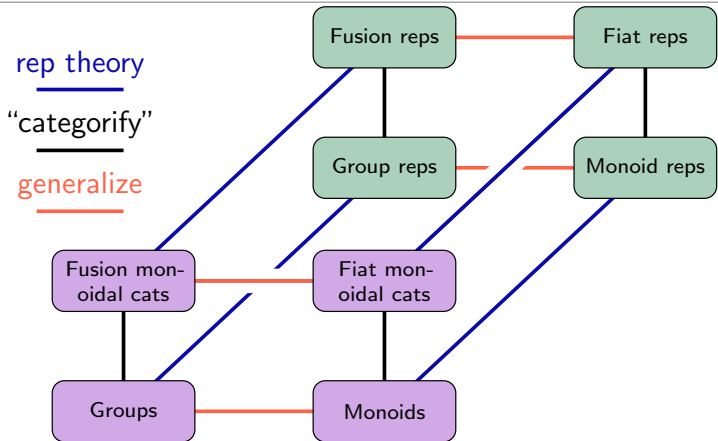 Fusion reps
Fiat reps
rep theory
“categorify”
generalize
Group reps
Monoid reps
Fusion mon-
oidal cats
Fiat mon-
oidal cats
Groups
Monoids